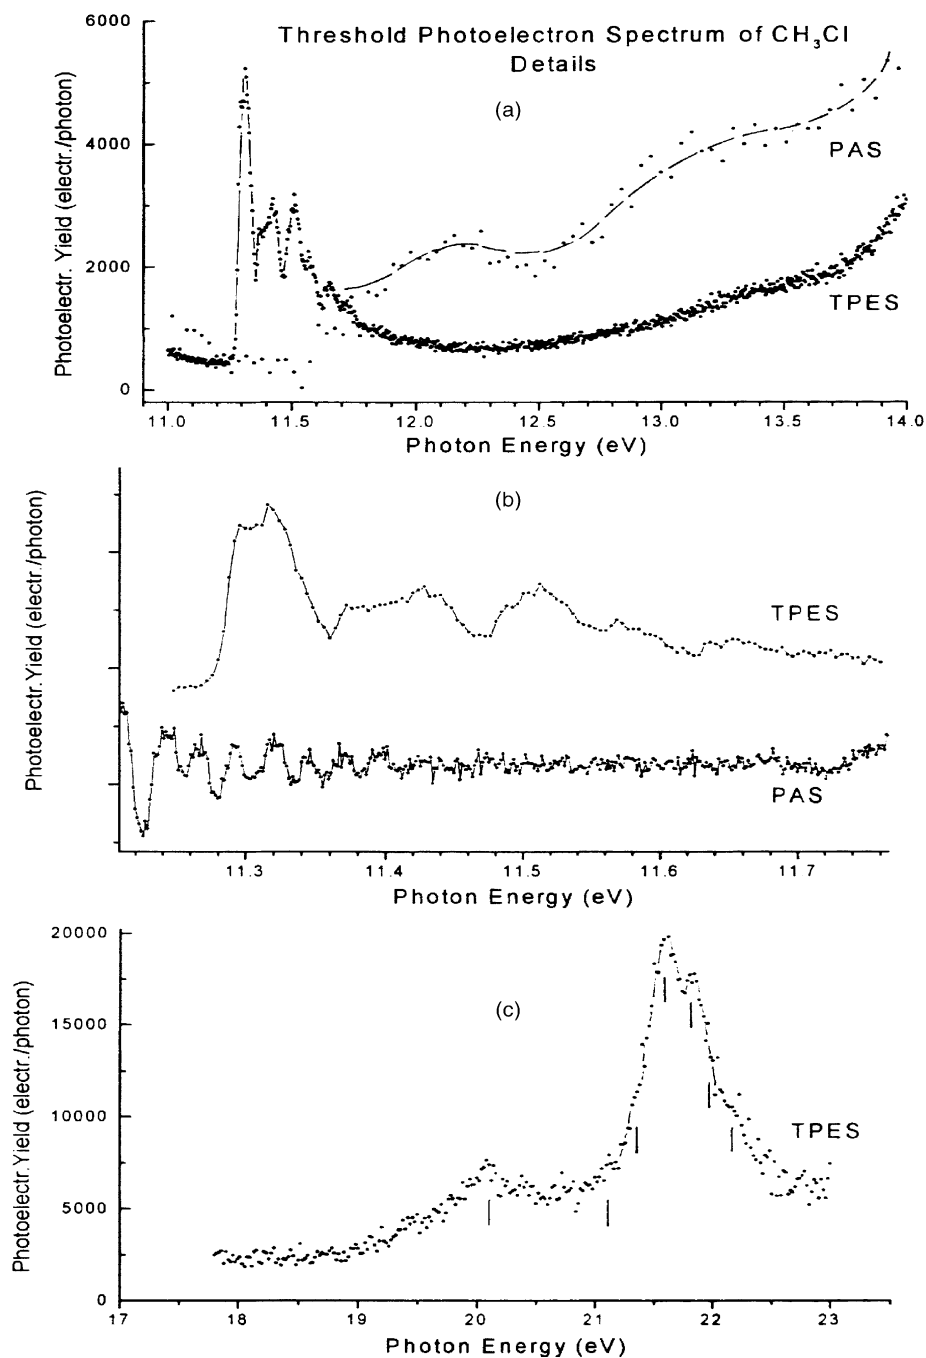 Threshold Photoelectron Spectrum of CH₃Cl
Details
(a)
Photoelectr. Yield (electr./photon)
6000
4000
2000
0
PAS
TPES
11.0 11.5 12.0 12.5 13.0 13.5 14.0
Photon Energy (eV)
(b)
Photoelectr.Yield (electr./photon)
TPES
PAS
11.3 11.4 11.5 11.6 11.7
Photon Energy (eV)
(c)
Photoelectr.Yield (electr./photon)
20000
15000
10000
5000
0
TPES
17 18 19 20 21 22 23
Photon Energy (eV)